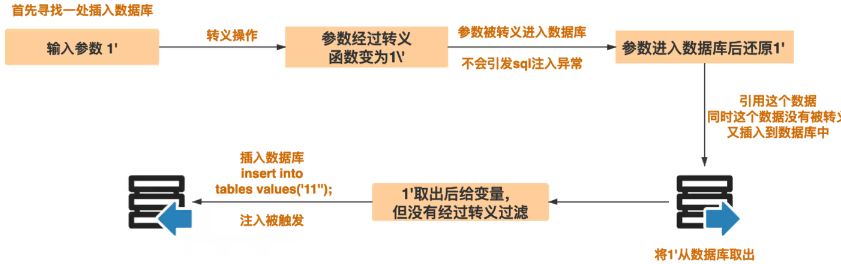 首先寻找一处插入数据库
输入参数 1'
转义操作
参数经过转义
函数变为1\'
参数被转义进入数据库
不会引发sql注入异常
参数进入数据库后还原1'
引用这个数据
同时这个数据没有被转义
又插入到数据库中
插入数据库
insert into
tables values('11'');
注入被触发
1'取出后给变量，
但没有经过转义过滤
将1'从数据库取出